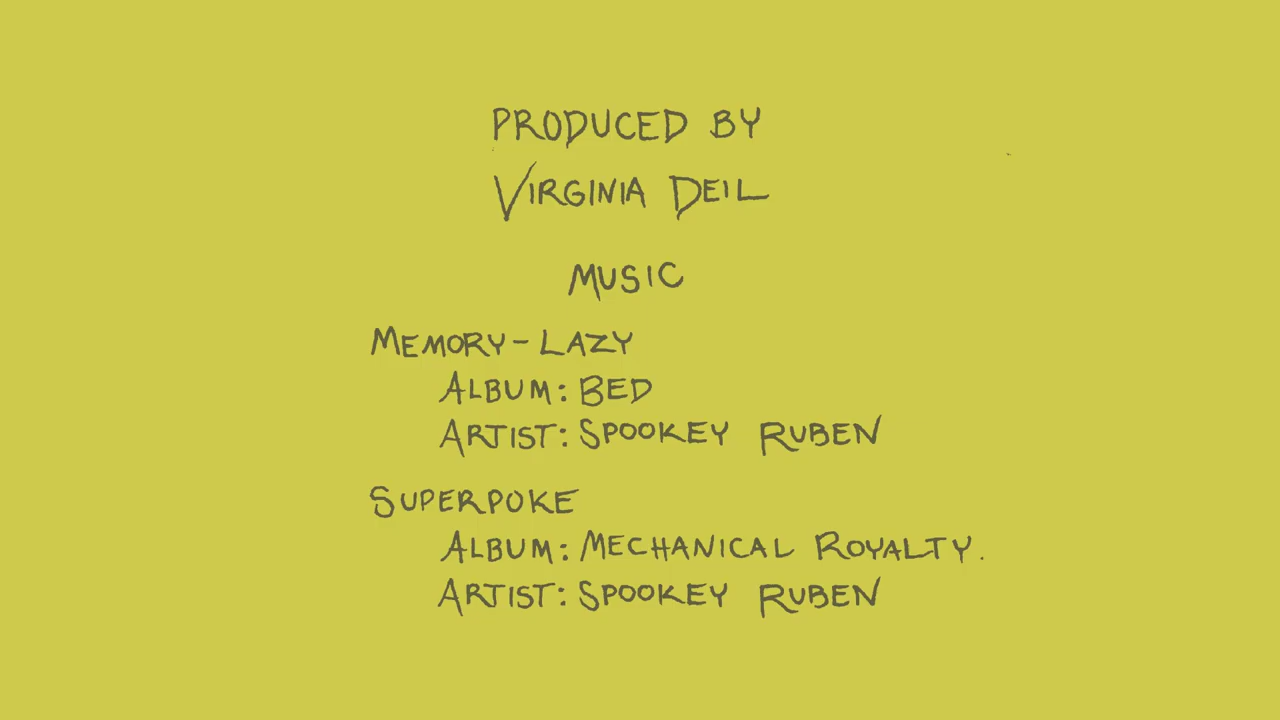 PRODUCED BY
VIRGINIA DEIL
MUSIC
MEMORY-LAZY
ALBUM: BED
ARTIST: SPOOKEY RUBEN
SUPERPOKE
ALBUM: MECHANICAL ROYALTY.
ARTIST: SPOOKEY RUBEN